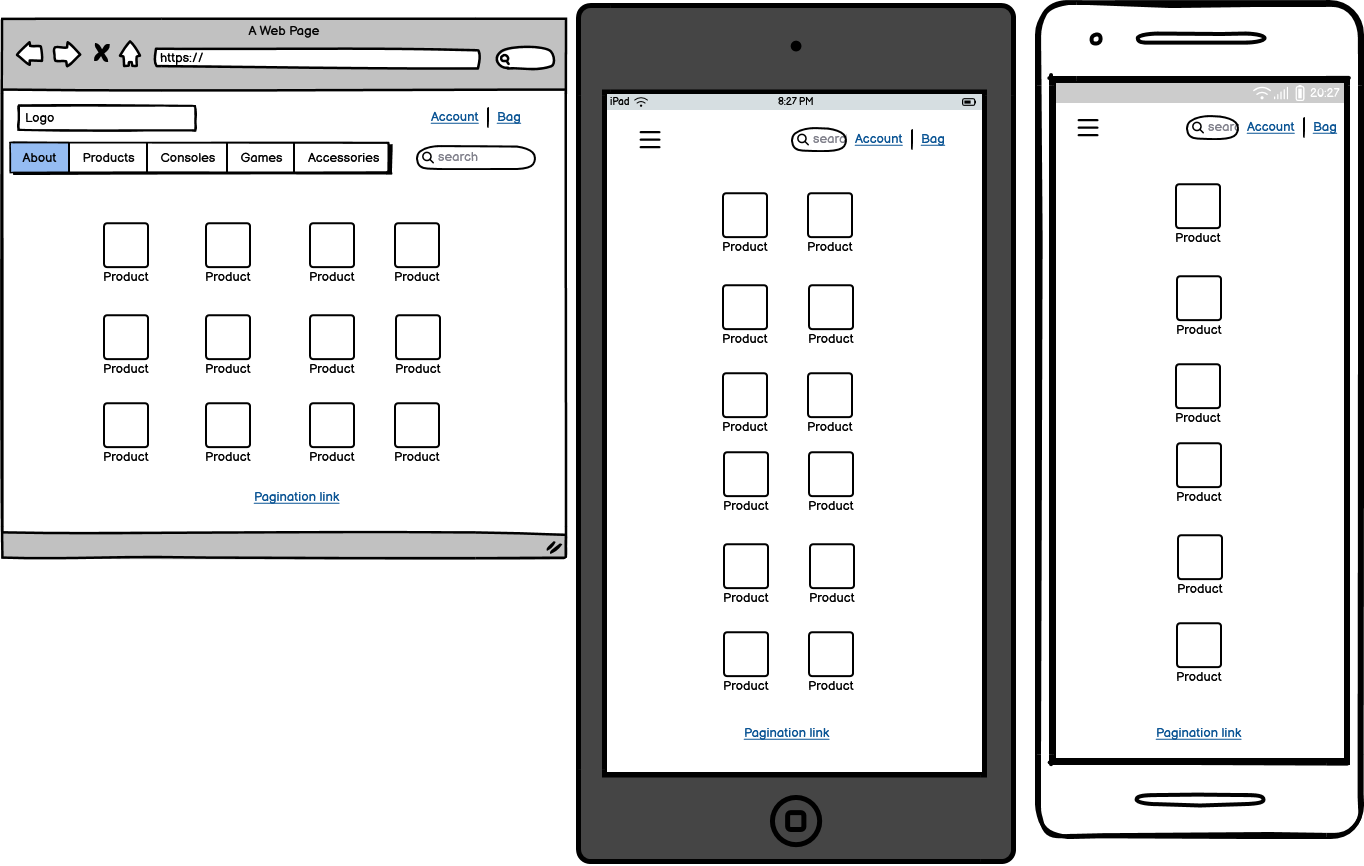 A Web Page
https://
Logo
Account Bag
About Products Consoles Games Accessories
search
Product Product Product Product
Product Product Product Product
Product Product Product Product
Pagination link
iPad 8:27 PM
searc Account Bag
Product Product
Product Product
Product Product
Product Product
Product Product
Product Product
Pagination link
20:27
searc Account Bag
Product
Product
Product
Product
Product
Product
Pagination link